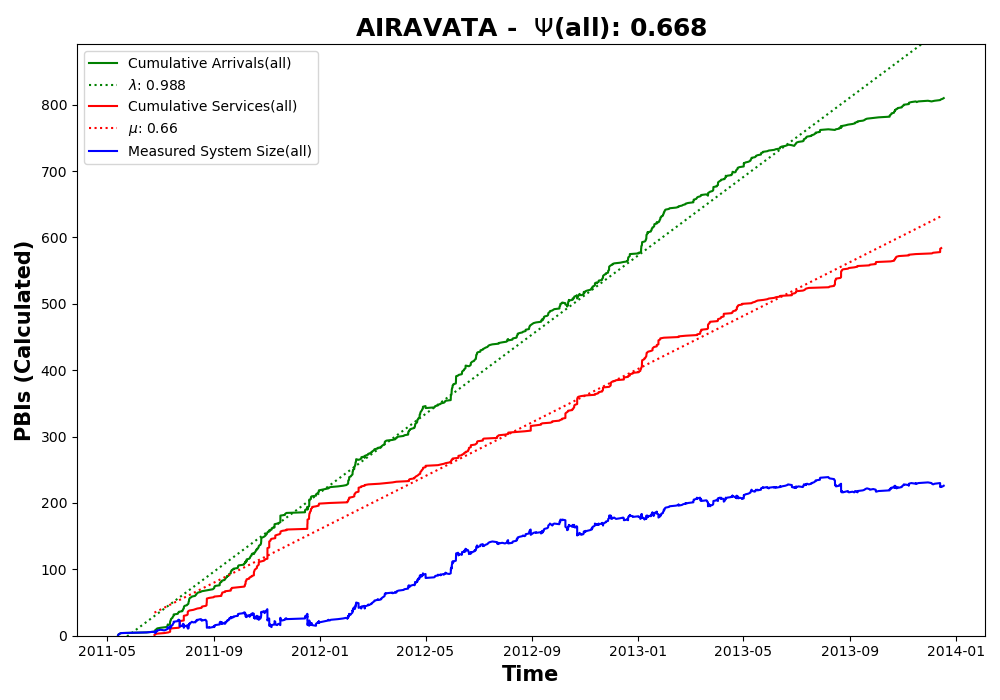 AIRAVATA - Ψ(all): 0.668
Cumulative Arrivals(all)
λ: 0.988
Cumulative Services(all)
μ: 0.66
Measured System Size(all)
PBIs (Calculated)
800
700
600
500
400
300
200
100
0
2011-05 2011-09 2012-01 2012-05 2012-09 2013-01 2013-05 2013-09 2014-01
Time